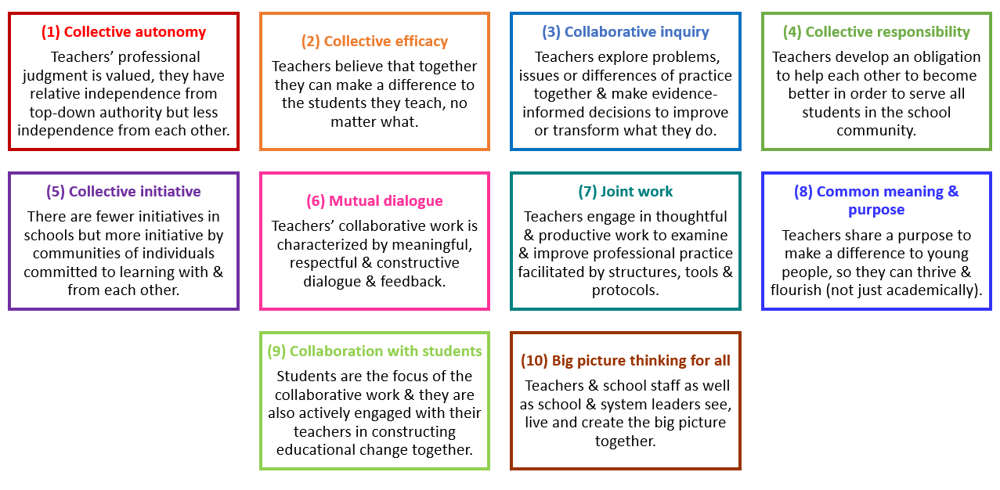 (1) Collective autonomy
Teachers’ professional
judgment is valued, they have
relative independence from
top-down authority but less
independence from each other.
(2) Collective efficacy
Teachers believe that together
they can make a difference to
the students they teach, no
matter what.
(3) Collaborative inquiry
Teachers explore problems,
issues or differences of practice
together & make evidence-
informed decisions to improve
or transform what they do.
(4) Collective responsibility
Teachers develop an obligation
to help each other to become
better in order to serve all
students in the school
community.
(5) Collective initiative
There are fewer initiatives in
schools but more initiative by
communities of individuals
committed to learning with &
from each other.
(6) Mutual dialogue
Teachers’ collaborative work is
characterized by meaningful,
respectful & constructive
dialogue & feedback.
(7) Joint work
Teachers engage in thoughtful
& productive work to examine
& improve professional practice
facilitated by structures, tools &
protocols.
(8) Common meaning &
purpose
Teachers share a purpose to
make a difference to young
people, so they can thrive &
flourish (not just academically).
(9) Collaboration with students
Students are the focus of the
collaborative work & they are
also actively engaged with their
teachers in constructing
educational change together.
(10) Big picture thinking for all
Teachers & school staff as well
as school & system leaders see,
live and create the big picture
together.